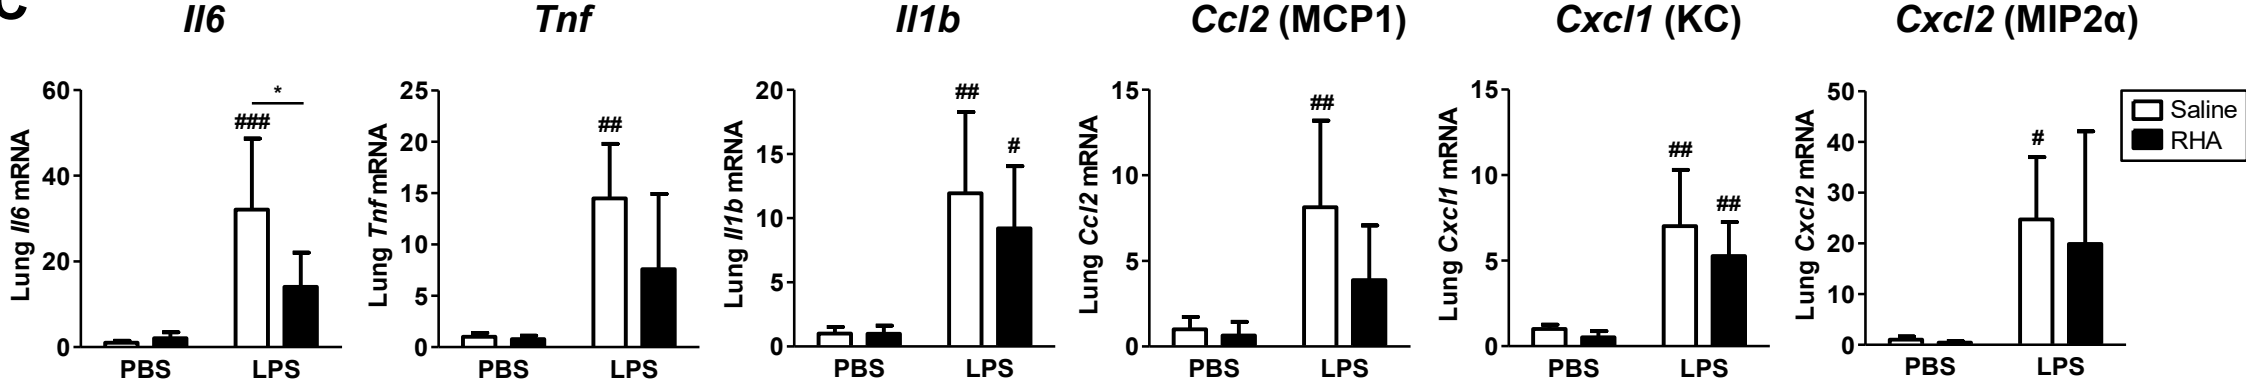 C
Il6
60
40
20
0
Lung Il6 mRNA
###
*
PBS
LPS
Tnf
25
20
15
10
5
0
Lung Tnf mRNA
##
PBS
LPS
Il1b
20
15
10
5
0
Lung Il1b mRNA
##
#
PBS
LPS
Ccl2 (MCP1)
15
10
5
0
Lung Ccl2 mRNA
##
PBS
LPS
Cxcl1 (KC)
15
10
5
0
Lung Cxcl1 mRNA
##
##
PBS
LPS
Cxcl2 (MIP2α)
50
40
30
20
10
0
Lung Cxcl2 mRNA
#
PBS
LPS
Saline
RHA